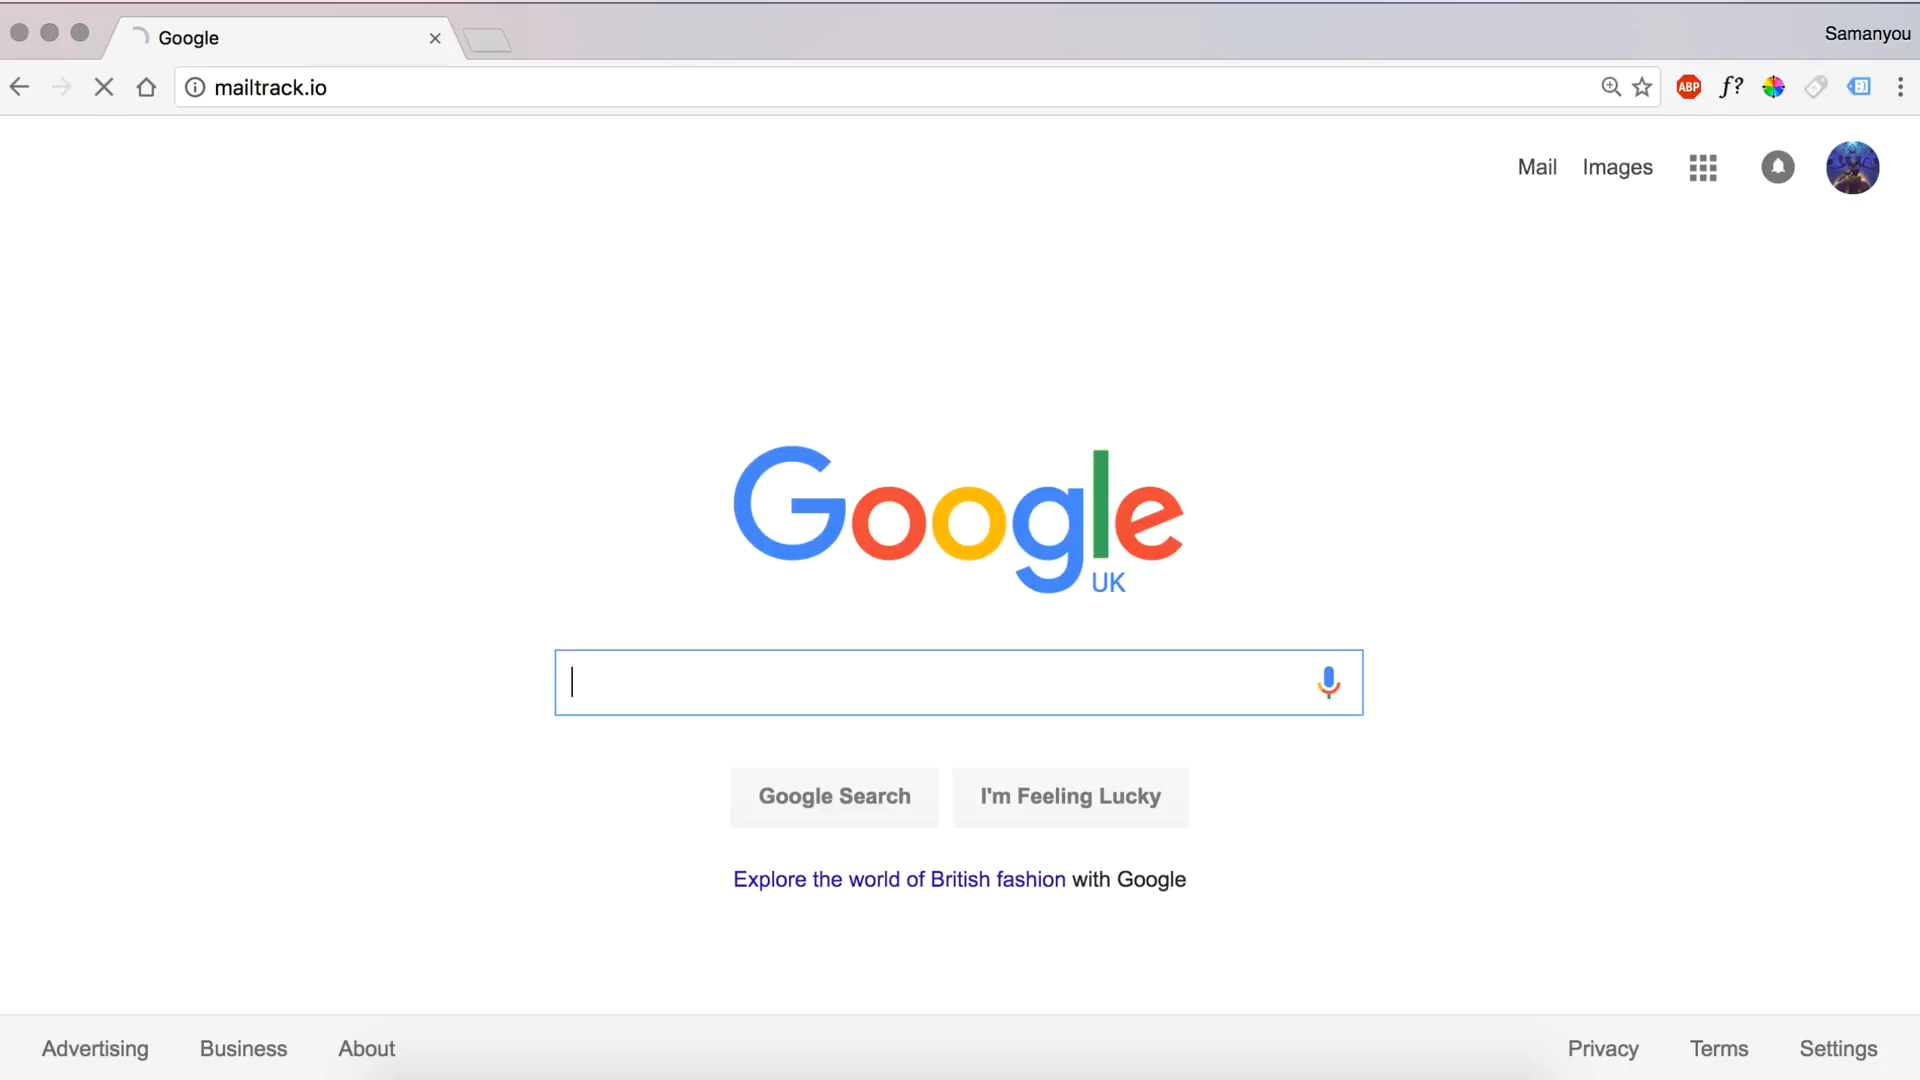 Google
Samanyou
mailtrack.io
ABP
f?
Mail Images
Google
UK
Google Search I'm Feeling Lucky
Explore the world of British fashion with Google
Advertising Business About Privacy Terms Settings